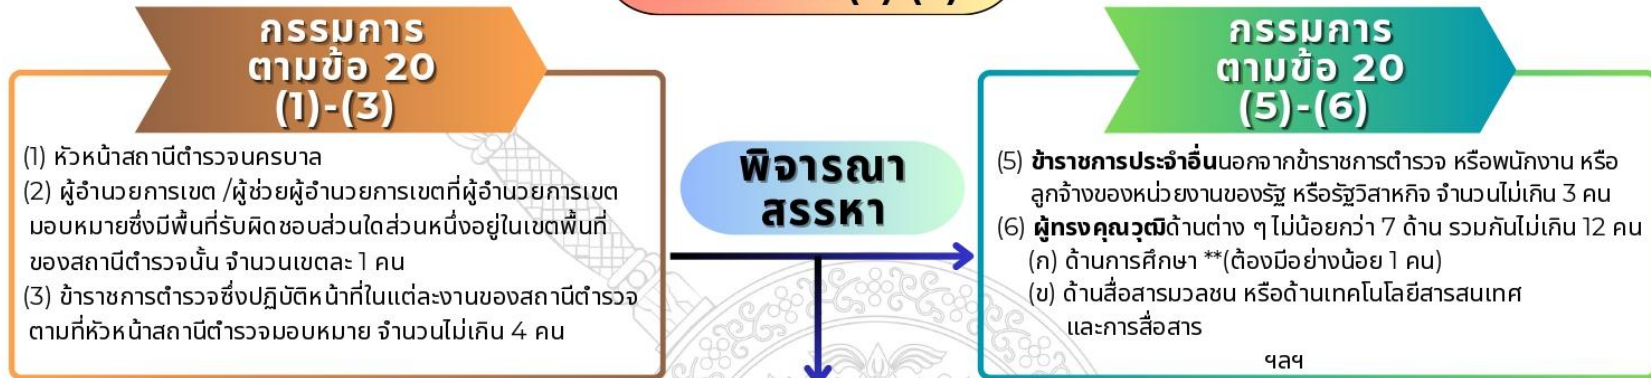 กรรมการ
ตามข้อ 20
(1)-(3)
(1) หัวหน้าสถานีตำรวจนครบาล
(2) ผู้อำนวยการเขต /ผู้ช่วยผู้อำนวยการเขตที่ผู้อำนวยการเขต
มอบหมายซึ่งมีพื้นที่รับผิดชอบส่วนใดส่วนหนึ่งอยู่ในเขตพื้นที่
ของสถานีตำรวจนั้น จำนวนเขตละ 1 คน
(3) ข้าราชการตำรวจซึ่งปฏิบัติหน้าที่ในแต่ละงานของสถานีตำรวจ
ตามที่หัวหน้าสถานีตำรวจมอบหมาย จำนวนไม่เกิน 4 คน
พิจารณา
สรรหา
กรรมการ
ตามข้อ 20
(5)-(6)
(5) ข้าราชการประจำอื่นนอกจากข้าราชการตำรวจ หรือพนักงาน หรือ
ลูกจ้างของหน่วยงานของรัฐ หรือรัฐวิสาหกิจ จำนวนไม่เกิน 3 คน
(6) ผู้ทรงคุณวุฒิด้านต่าง ๆ ไม่น้อยกว่า 7 ด้าน รวมกันไม่เกิน 12 คน
(ก) ด้านการศึกษา **(ต้องมีอย่างน้อย 1 คน)
(ข) ด้านสื่อสารมวลชน หรือด้านเทคโนโลยีสารสนเทศ
และการสื่อสาร
ฯลฯ